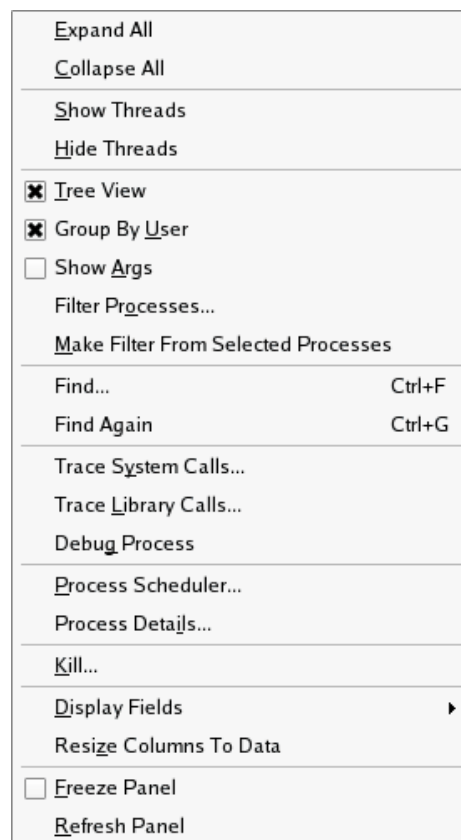 Expand All
Collapse All
Show Threads
Hide Threads
Tree View
Group By User
Show Args
Filter Processes...
Make Filter From Selected Processes
Find... Ctrl+F
Find Again Ctrl+G
Trace System Calls...
Trace Library Calls...
Debug Process
Process Scheduler...
Process Details...
Kill...
Display Fields
Resize Columns To Data
Freeze Panel
Refresh Panel